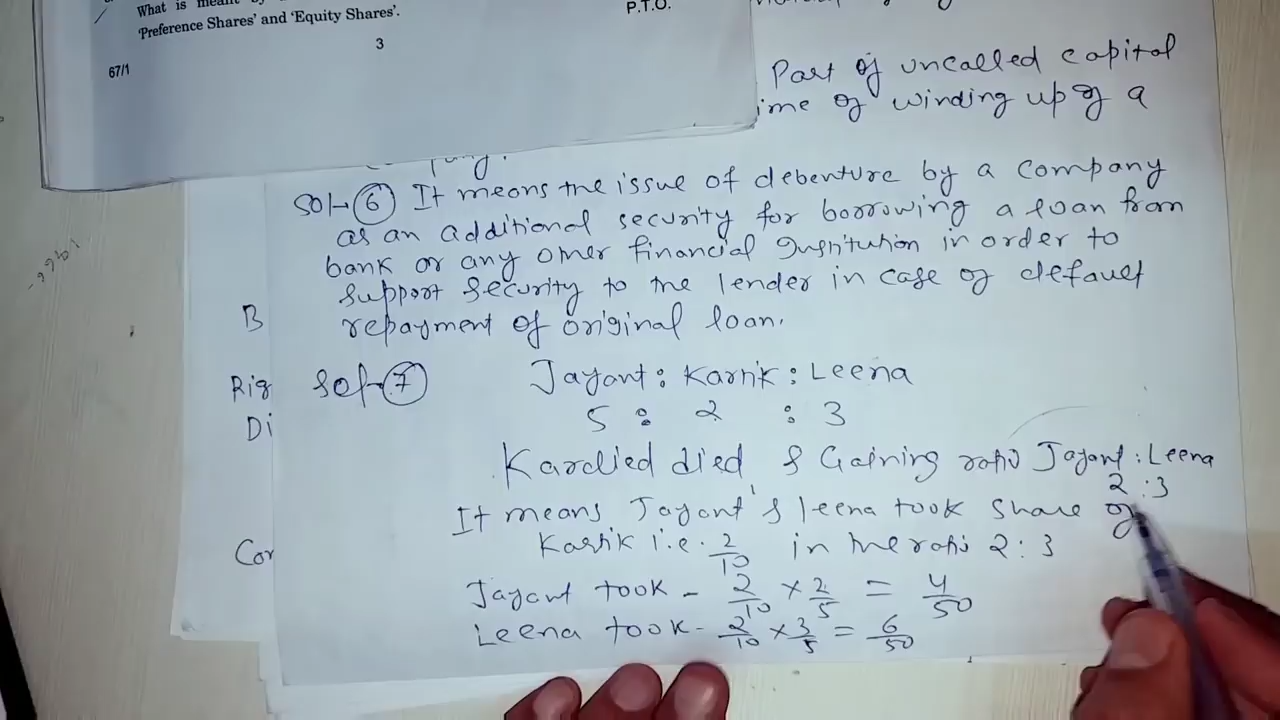 What is meant by
'Preference Shares' and 'Equity Shares'.
P.T.O.
3
67/1
Part of uncalled capital
ime of winding up of a
Sol-6 It means the issue of debenture by a company
as an additional security for borrowing a loan from
bank or any other financial Institution in order to
support security to the lender in case of default
repayment of original loan.
B
Rig
Di
Con
Sol-7 Jayant : Kartik : Leena
5 : 2 : 3
died & Gaining ratio Jayant : Leena
2 : 3
It means Jayant & leena took share of
Kartik i.e. 2/10 in the ratio 2 : 3
Jayant took - 2/10 × 2/5 = 4/50
Leena took - 2/10 × 3/5 = 6/50